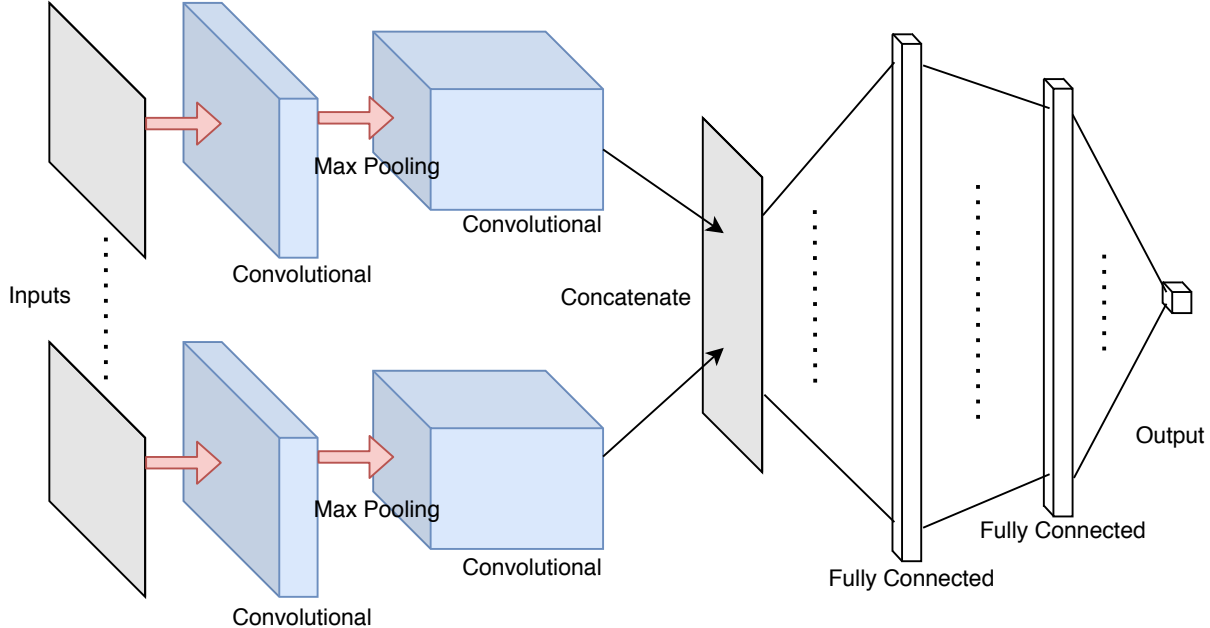 Max Pooling
Convolutional
Convolutional
Inputs
Concatenate
Output
Max Pooling
Fully Connected
Convolutional
Fully Connected
Convolutional